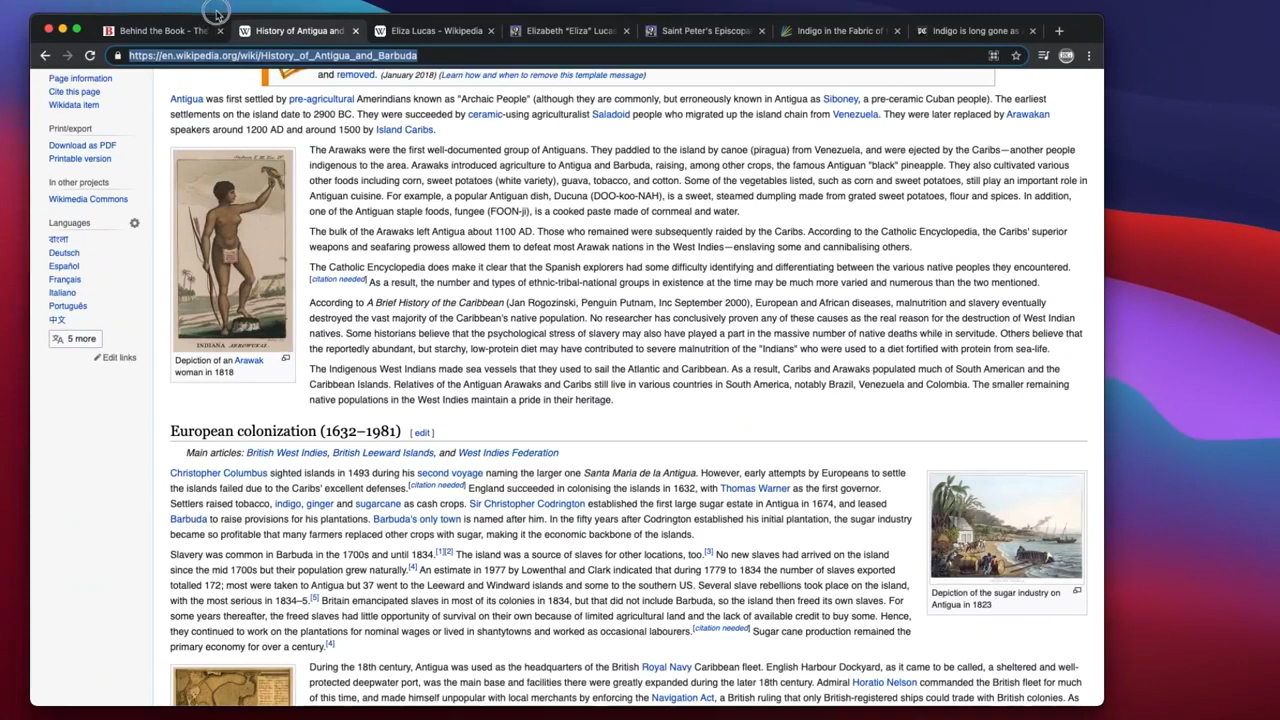 Behind the Book - The
History of Antigua and
Eliza Lucas - Wikipedia
Elizabeth “Eliza” Lucas
Saint Peter's Episcopa
Indigo in the Fabric of
Indigo is long gone as
https://en.wikipedia.org/wiki/History_of_Antigua_and_Barbuda
and removed. (January 2018) (Learn how and when to remove this template message)
Page information
Cite this page
Wikidata item
Print/export
Download as PDF
Printable version
In other projects
Wikimedia Commons
Languages
বাংলা
Deutsch
Español
Français
Italiano
Português
中文
5 more
Edit links
Antigua was first settled by pre-agricultural Amerindians known as "Archaic People" (although they are commonly, but erroneously known in Antigua as Siboney, a pre-ceramic Cuban people). The earliest
settlements on the island date to 2900 BC. They were succeeded by ceramic-using agriculturalist Saladoid people who migrated up the island chain from Venezuela. They were later replaced by Arawakan
speakers around 1200 AD and around 1500 by Island Caribs.
INDIANA ARROWUKAS.
Depiction of an Arawak
woman in 1818
The Arawaks were the first well-documented group of Antiguans. They paddled to the island by canoe (piragua) from Venezuela, and were ejected by the Caribs—another people
indigenous to the area. Arawaks introduced agriculture to Antigua and Barbuda, raising, among other crops, the famous Antiguan "black" pineapple. They also cultivated various
other foods including corn, sweet potatoes (white variety), guava, tobacco, and cotton. Some of the vegetables listed, such as corn and sweet potatoes, still play an important role in
Antiguan cuisine. For example, a popular Antiguan dish, Ducuna (DOO-koo-NAH), is a sweet, steamed dumpling made from grated sweet potatoes, flour and spices. In addition,
one of the Antiguan staple foods, fungee (FOON-ji), is a cooked paste made of cornmeal and water.
The bulk of the Arawaks left Antigua about 1100 AD. Those who remained were subsequently raided by the Caribs. According to the Catholic Encyclopedia, the Caribs' superior
weapons and seafaring prowess allowed them to defeat most Arawak nations in the West Indies—enslaving some and cannibalising others.
The Catholic Encyclopedia does make it clear that the Spanish explorers had some difficulty identifying and differentiating between the various native peoples they encountered.
[citation needed] As a result, the number and types of ethnic-tribal-national groups in existence at the time may be much more varied and numerous than the two mentioned.
According to A Brief History of the Caribbean (Jan Rogozinski, Penguin Putnam, Inc September 2000), European and African diseases, malnutrition and slavery eventually
destroyed the vast majority of the Caribbean's native population. No researcher has conclusively proven any of these causes as the real reason for the destruction of West Indian
natives. Some historians believe that the psychological stress of slavery may also have played a part in the massive number of native deaths while in servitude. Others believe that
the reportedly abundant, but starchy, low-protein diet may have contributed to severe malnutrition of the "Indians" who were used to a diet fortified with protein from sea-life.
The Indigenous West Indians made sea vessels that they used to sail the Atlantic and Caribbean. As a result, Caribs and Arawaks populated much of South American and the
Caribbean Islands. Relatives of the Antiguan Arawaks and Caribs still live in various countries in South America, notably Brazil, Venezuela and Colombia. The smaller remaining
native populations in the West Indies maintain a pride in their heritage.
European colonization (1632–1981) [ edit ]
Main articles: British West Indies, British Leeward Islands, and West Indies Federation
Christopher Columbus sighted islands in 1493 during his second voyage naming the larger one Santa Maria de la Antigua. However, early attempts by Europeans to settle
the islands failed due to the Caribs' excellent defenses.[citation needed] England succeeded in colonising the islands in 1632, with Thomas Warner as the first governor.
Settlers raised tobacco, indigo, ginger and sugarcane as cash crops. Sir Christopher Codrington established the first large sugar estate in Antigua in 1674, and leased
Barbuda to raise provisions for his plantations. Barbuda's only town is named after him. In the fifty years after Codrington established his initial plantation, the sugar industry
became so profitable that many farmers replaced other crops with sugar, making it the economic backbone of the islands.
Slavery was common in Barbuda in the 1700s and until 1834.[1][2] The island was a source of slaves for other locations, too.[3] No new slaves had arrived on the island
since the mid 1700s but their population grew naturally.[4] An estimate in 1977 by Lowenthal and Clark indicated that during 1779 to 1834 the number of slaves exported
totalled 172; most were taken to Antigua but 37 went to the Leeward and Windward islands and some to the southern US. Several slave rebellions took place on the island,
with the most serious in 1834–5.[5] Britain emancipated slaves in most of its colonies in 1834, but that did not include Barbuda, so the island then freed its own slaves. For
some years thereafter, the freed slaves had little opportunity of survival on their own because of limited agricultural land and the lack of available credit to buy some. Hence,
they continued to work on the plantations for nominal wages or lived in shantytowns and worked as occasional labourers.[citation needed] Sugar cane production remained the
primary economy for over a century.[4]
Depiction of the sugar industry on
Antigua in 1823
During the 18th century, Antigua was used as the headquarters of the British Royal Navy Caribbean fleet. English Harbour Dockyard, as it came to be called, a sheltered and well-
protected deepwater port, was the main base and facilities there were greatly expanded during the later 18th century. Admiral Horatio Nelson commanded the British fleet for much
of this time, and made himself unpopular with local merchants by enforcing the Navigation Act, a British ruling that only British-registered ships could trade with British colonies. As